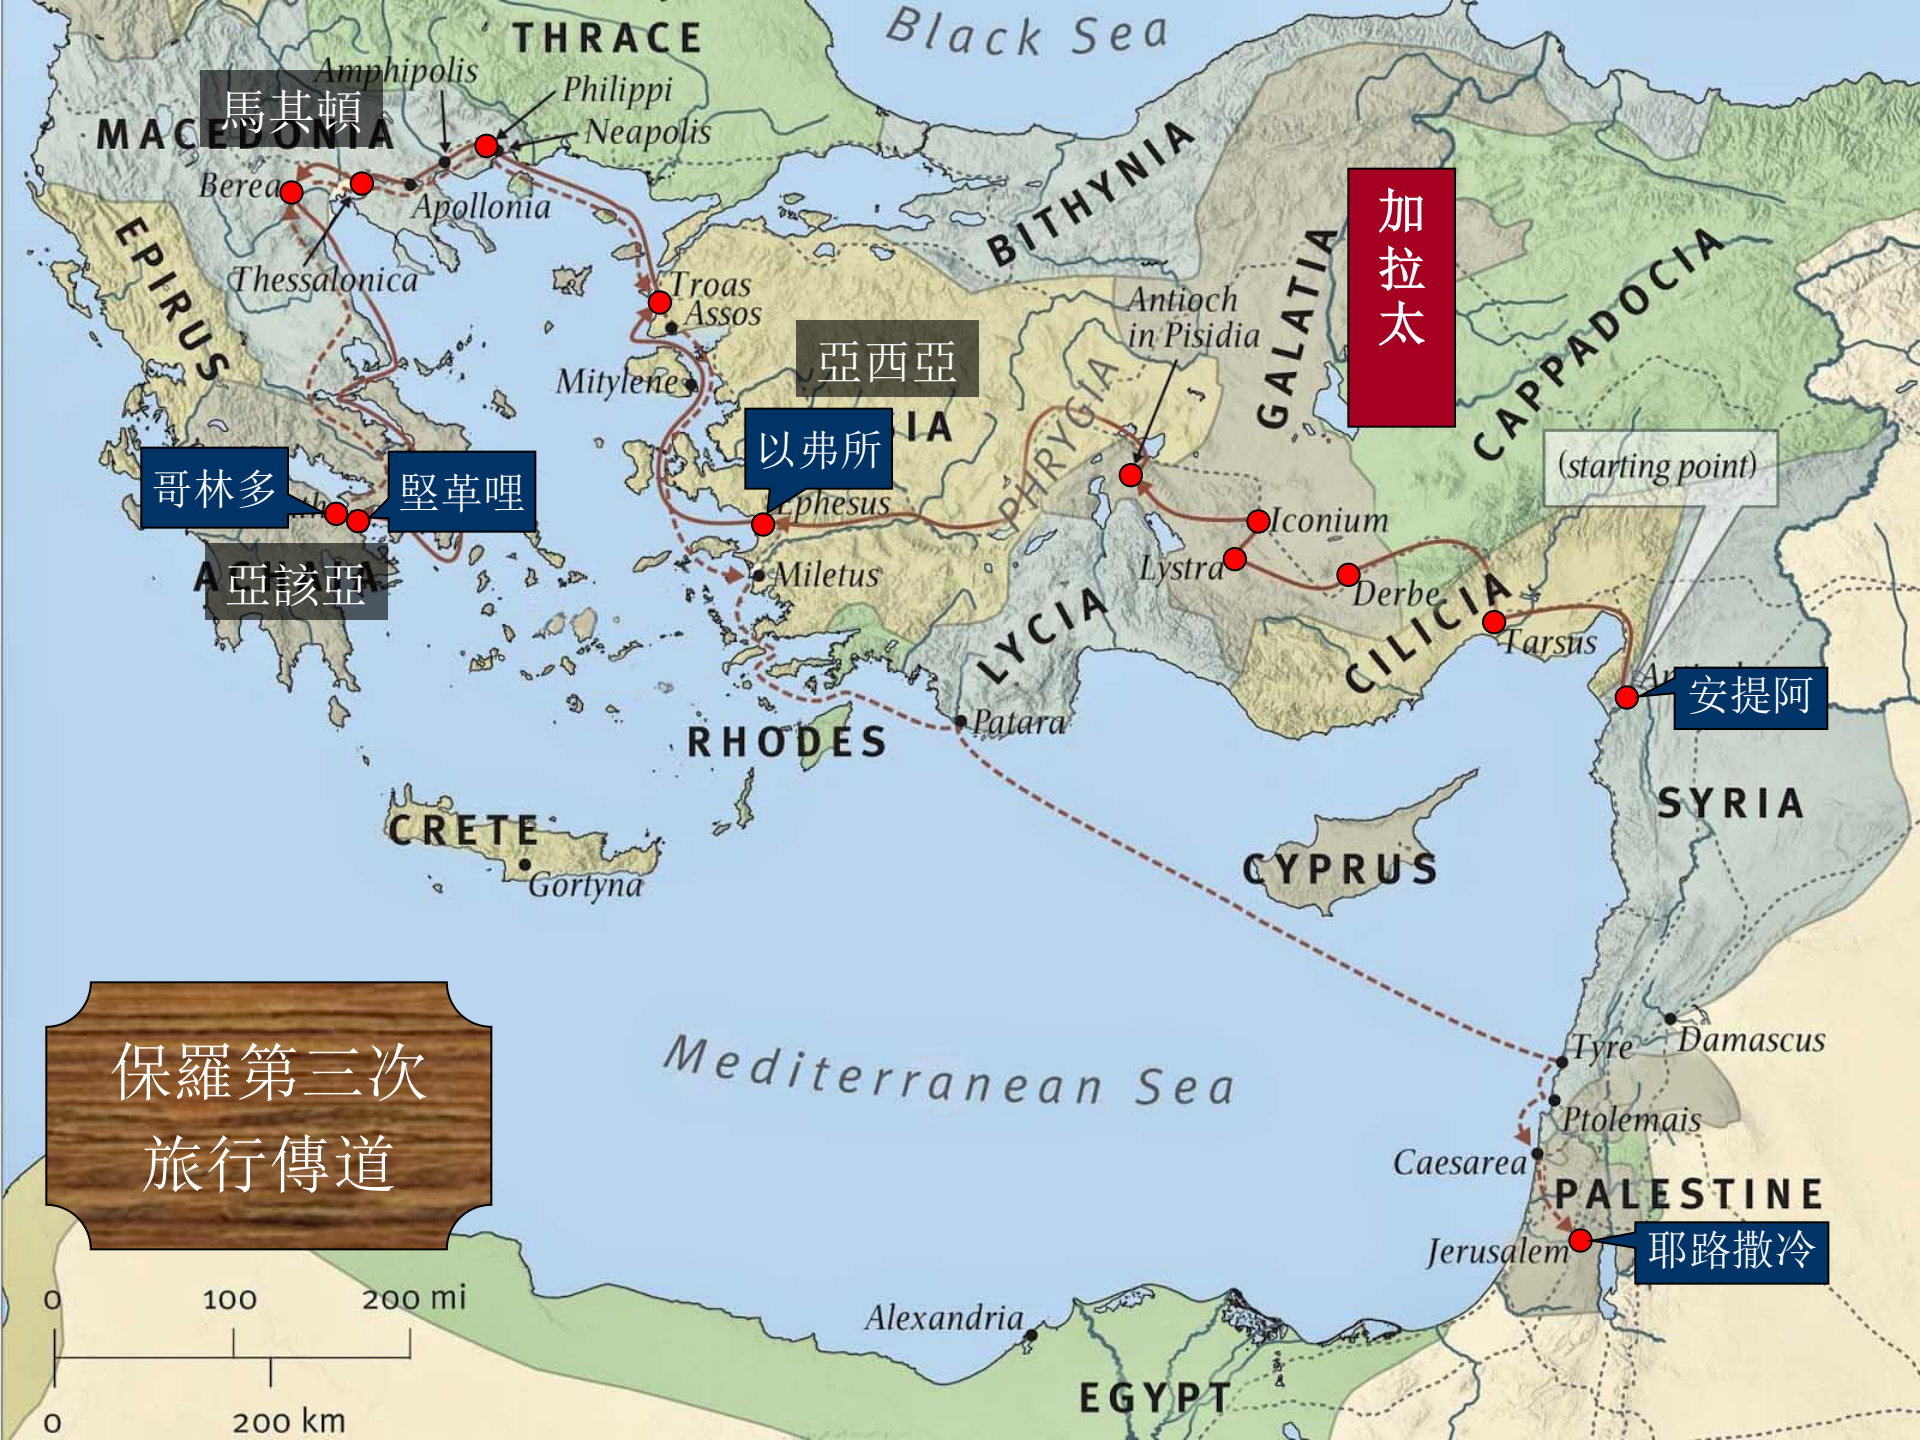 THRACE
Black Sea
Amphipolis
Philippi
馬其頓
MACEDONIA
Neapolis
Berea
Apollonia
BITHYNIA
加
拉
太
EPIRUS
Thessalonica
Troas
Assos
Antioch
in Pisidia
GALATIA
CAPPADOCIA
亞西亞
Mitylene
PHRYGIA
以弗所
IA
(starting point)
哥林多
堅革哩
Ephesus
Iconium
亞該亞
Miletus
Lystra
Derbe
LYCIA
CILICIA
Tarsus
安提阿
RHODES
Patara
SYRIA
CRETE
Gortyna
CYPRUS
保羅第三次
旅行傳道
Mediterranean Sea
Tyre
Damascus
Ptolemais
Caesarea
PALESTINE
Jerusalem
耶路撒冷
0 100 200 mi
0 200 km
Alexandria
EGYPT